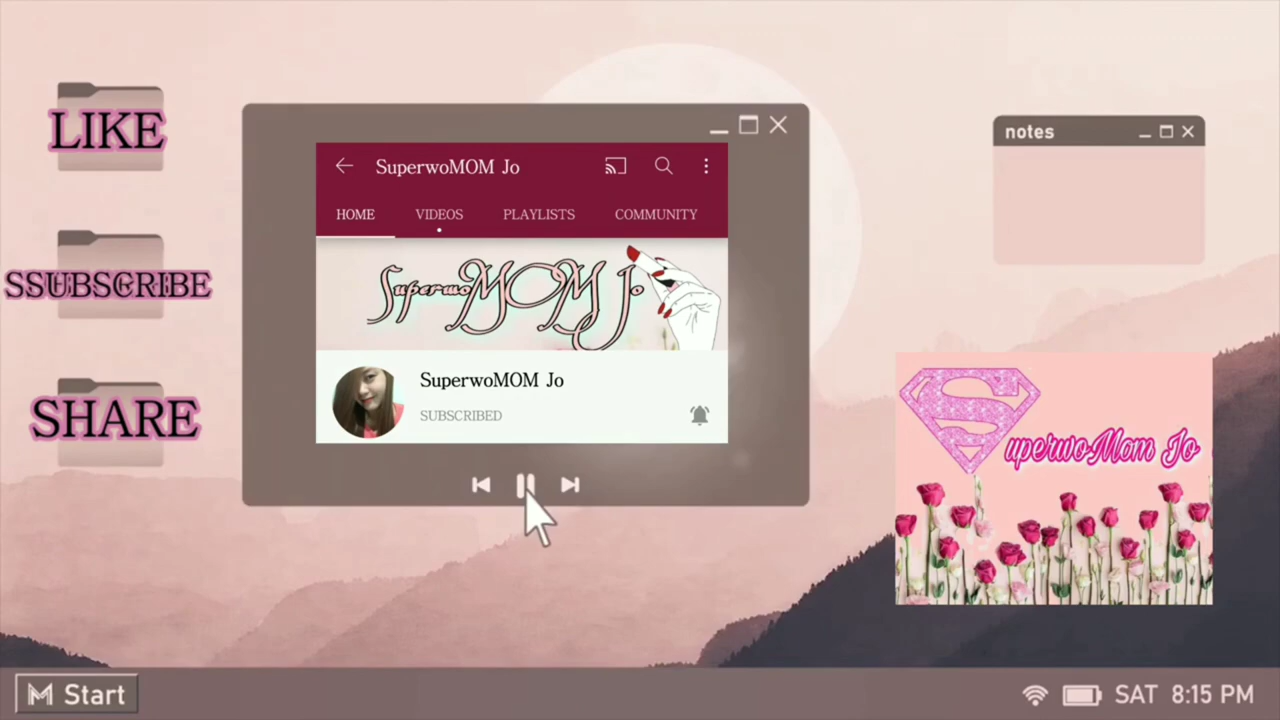 LIKE
SSUBSCRIBE
SHARE
SuperwoMOM Jo
HOME VIDEOS PLAYLISTS COMMUNITY
SuperwoMOM Jo
SuperwoMOM Jo
SUBSCRIBED
notes
SuperwoMom Jo
Start
SAT 8:15 PM